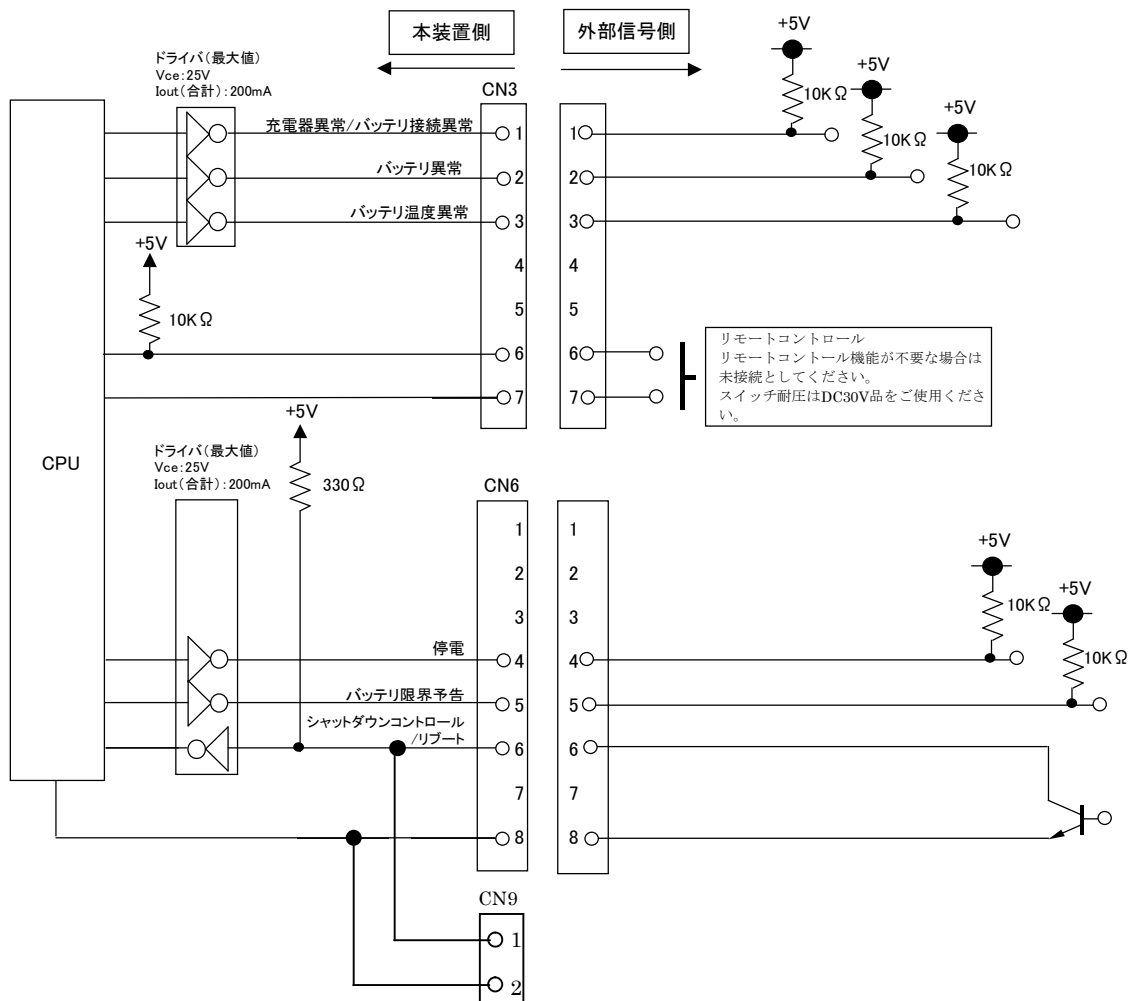 本装置側
外部信号側
ドライバ(最大値)
Vce:25V
Iout(合計):200mA
CN3
充電器異常/バッテリ接続異常
1
バッテリ異常
2
バッテリ温度異常
3
4
5
6
7
+5V
10KΩ
1
2
3
4
5
6
7
+5V
10KΩ
+5V
10KΩ
+5V
10KΩ
リモートコントロール
リモートコントール機能が不要な場合は
未接続としてください。
スイッチ耐圧はDC30V品をご使用くださ
い。
CPU
ドライバ(最大値)
Vce:25V
Iout(合計):200mA
+5V
330Ω
CN6
1
2
3
停電
4
バッテリ限界予告
5
シャットダウンコントロール
/リブート
6
7
8
1
2
3
4
5
6
7
8
+5V
10KΩ
+5V
10KΩ
CN9
1
2